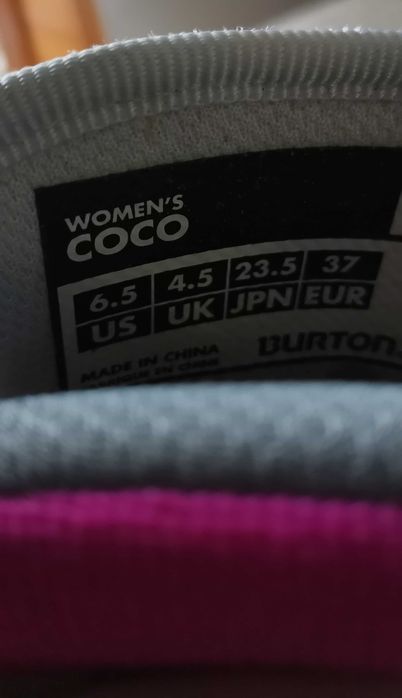 WOMEN'S
COCO
6.5 4.5 23.5 37
US UK JPN EUR
MADE IN CHINA
BURTON